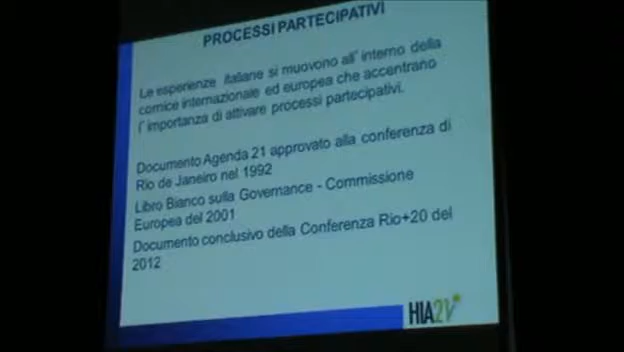 PROCESSI PARTECIPATIVI
Le esperienze italiane si muovono all' interno della
cornice internazionale ed europea che accentrano
l' importanza di attivare processi partecipativi.
Documento Agenda 21 approvato alla conferenza di
Rio de Janeiro nel 1992
Libro Bianco sulla Governance - Commissione
Europea del 2001
Documento conclusivo della Conferenza Rio+20 del
2012
HIA21